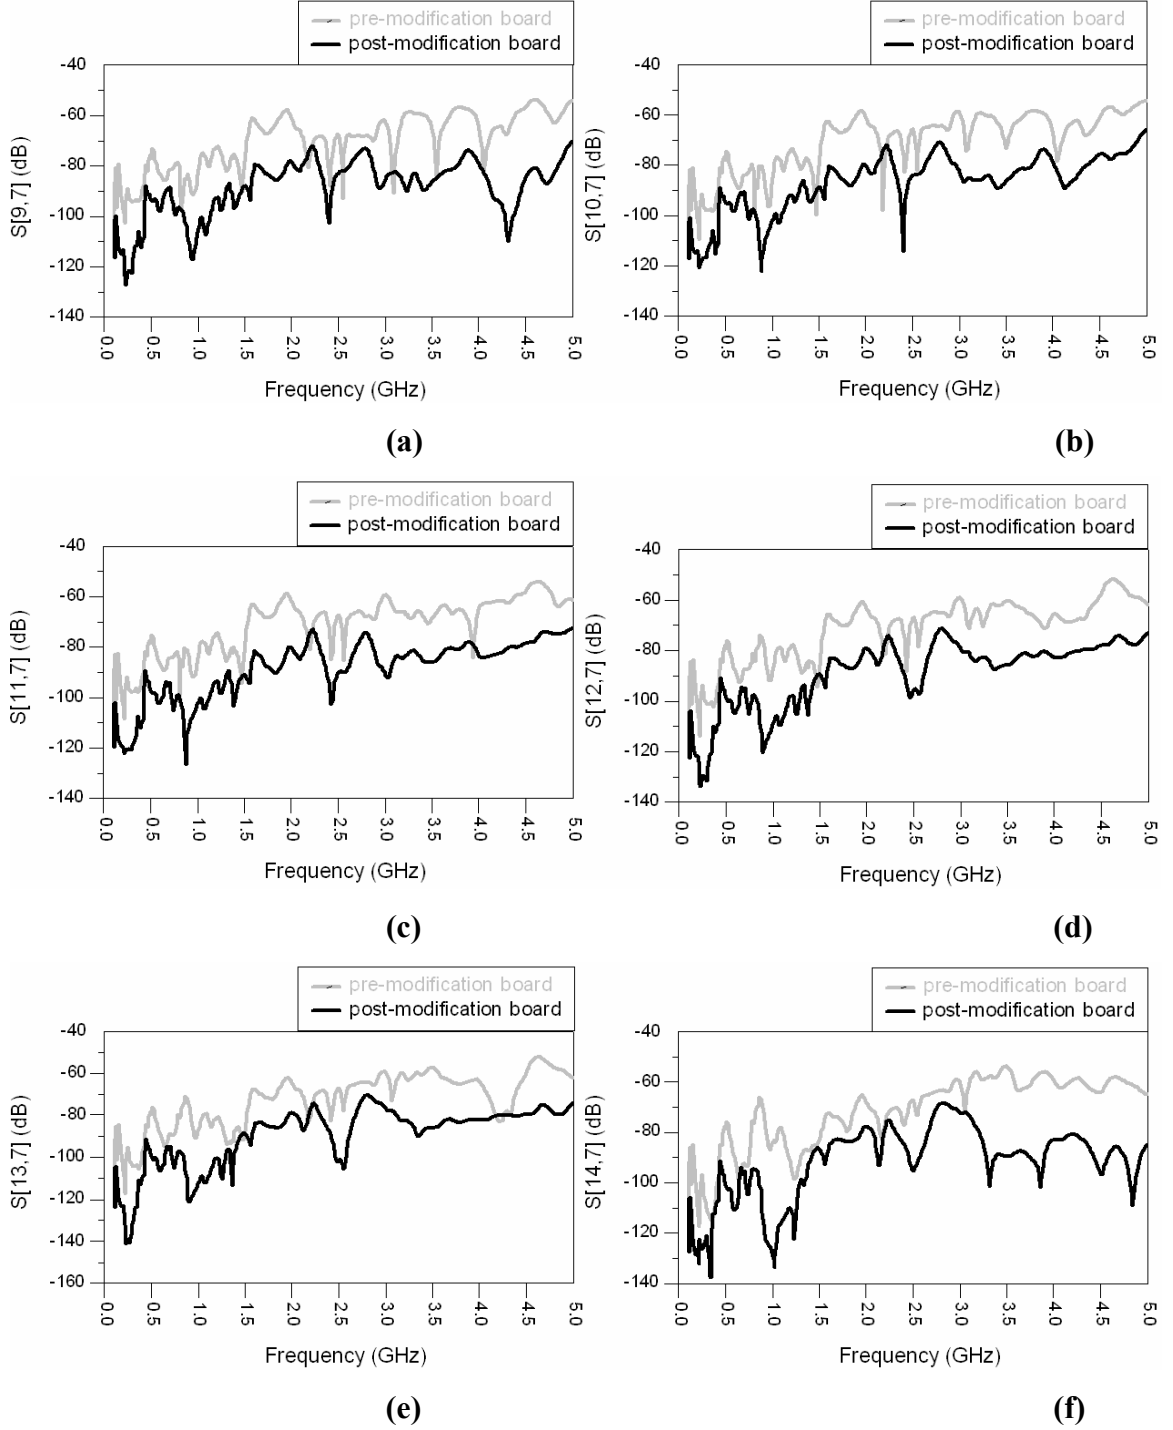 pre-modification board
post-modification board
-40
-60
-80
-100
-120
-140
S[9,7] (dB)
0.0 0.5 1.0 1.5 2.0 2.5 3.0 3.5 4.0 4.5 5.0
Frequency (GHz)
(a)
pre-modification board
post-modification board
-40
-60
-80
-100
-120
-140
S[10,7] (dB)
0.0 0.5 1.0 1.5 2.0 2.5 3.0 3.5 4.0 4.5 5.0
Frequency (GHz)
(b)
pre-modification board
post-modification board
-40
-60
-80
-100
-120
-140
S[11,7] (dB)
0.0 0.5 1.0 1.5 2.0 2.5 3.0 3.5 4.0 4.5 5.0
Frequency (GHz)
(c)
pre-modification board
post-modification board
-40
-60
-80
-100
-120
-140
S[12,7] (dB)
0.0 0.5 1.0 1.5 2.0 2.5 3.0 3.5 4.0 4.5 5.0
Frequency (GHz)
(d)
pre-modification board
post-modification board
-40
-60
-80
-100
-120
-140
-160
S[13,7] (dB)
0.0 0.5 1.0 1.5 2.0 2.5 3.0 3.5 4.0 4.5 5.0
Frequency (GHz)
(e)
pre-modification board
post-modification board
-40
-60
-80
-100
-120
-140
S[14,7] (dB)
0.0 0.5 1.0 1.5 2.0 2.5 3.0 3.5 4.0 4.5 5.0
Frequency (GHz)
(f)